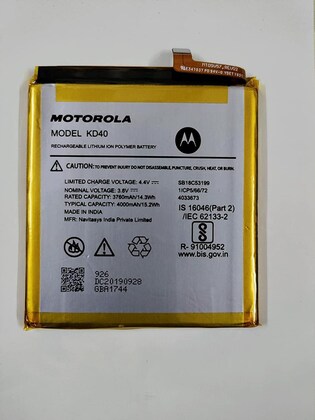 MOTOROLA
MODEL KD40
RECHARGEABLE LITHIUM ION POLYMER BATTERY
CAUTION: TO PREVENT INJURY DO NOT DISASSEMBLE, PUNCTURE, CRUSH, HEAT, OR BURN
LIMITED CHARGE VOLTAGE: 4.4V
NOMINAL VOLTAGE: 3.8V
RATED CAPACITY: 3760mAh/14.3Wh
TYPICAL CAPACITY: 4000mAh/15.2Wh
MADE IN INDIA
MFR: Navitasys India Private Limited
SB18C53199
1ICP5/66/72
4033673
IS 16046(Part 2)
/IEC 62133-2
R- 91004952
www.bis.gov.in
926
DC20190928
GBA1744